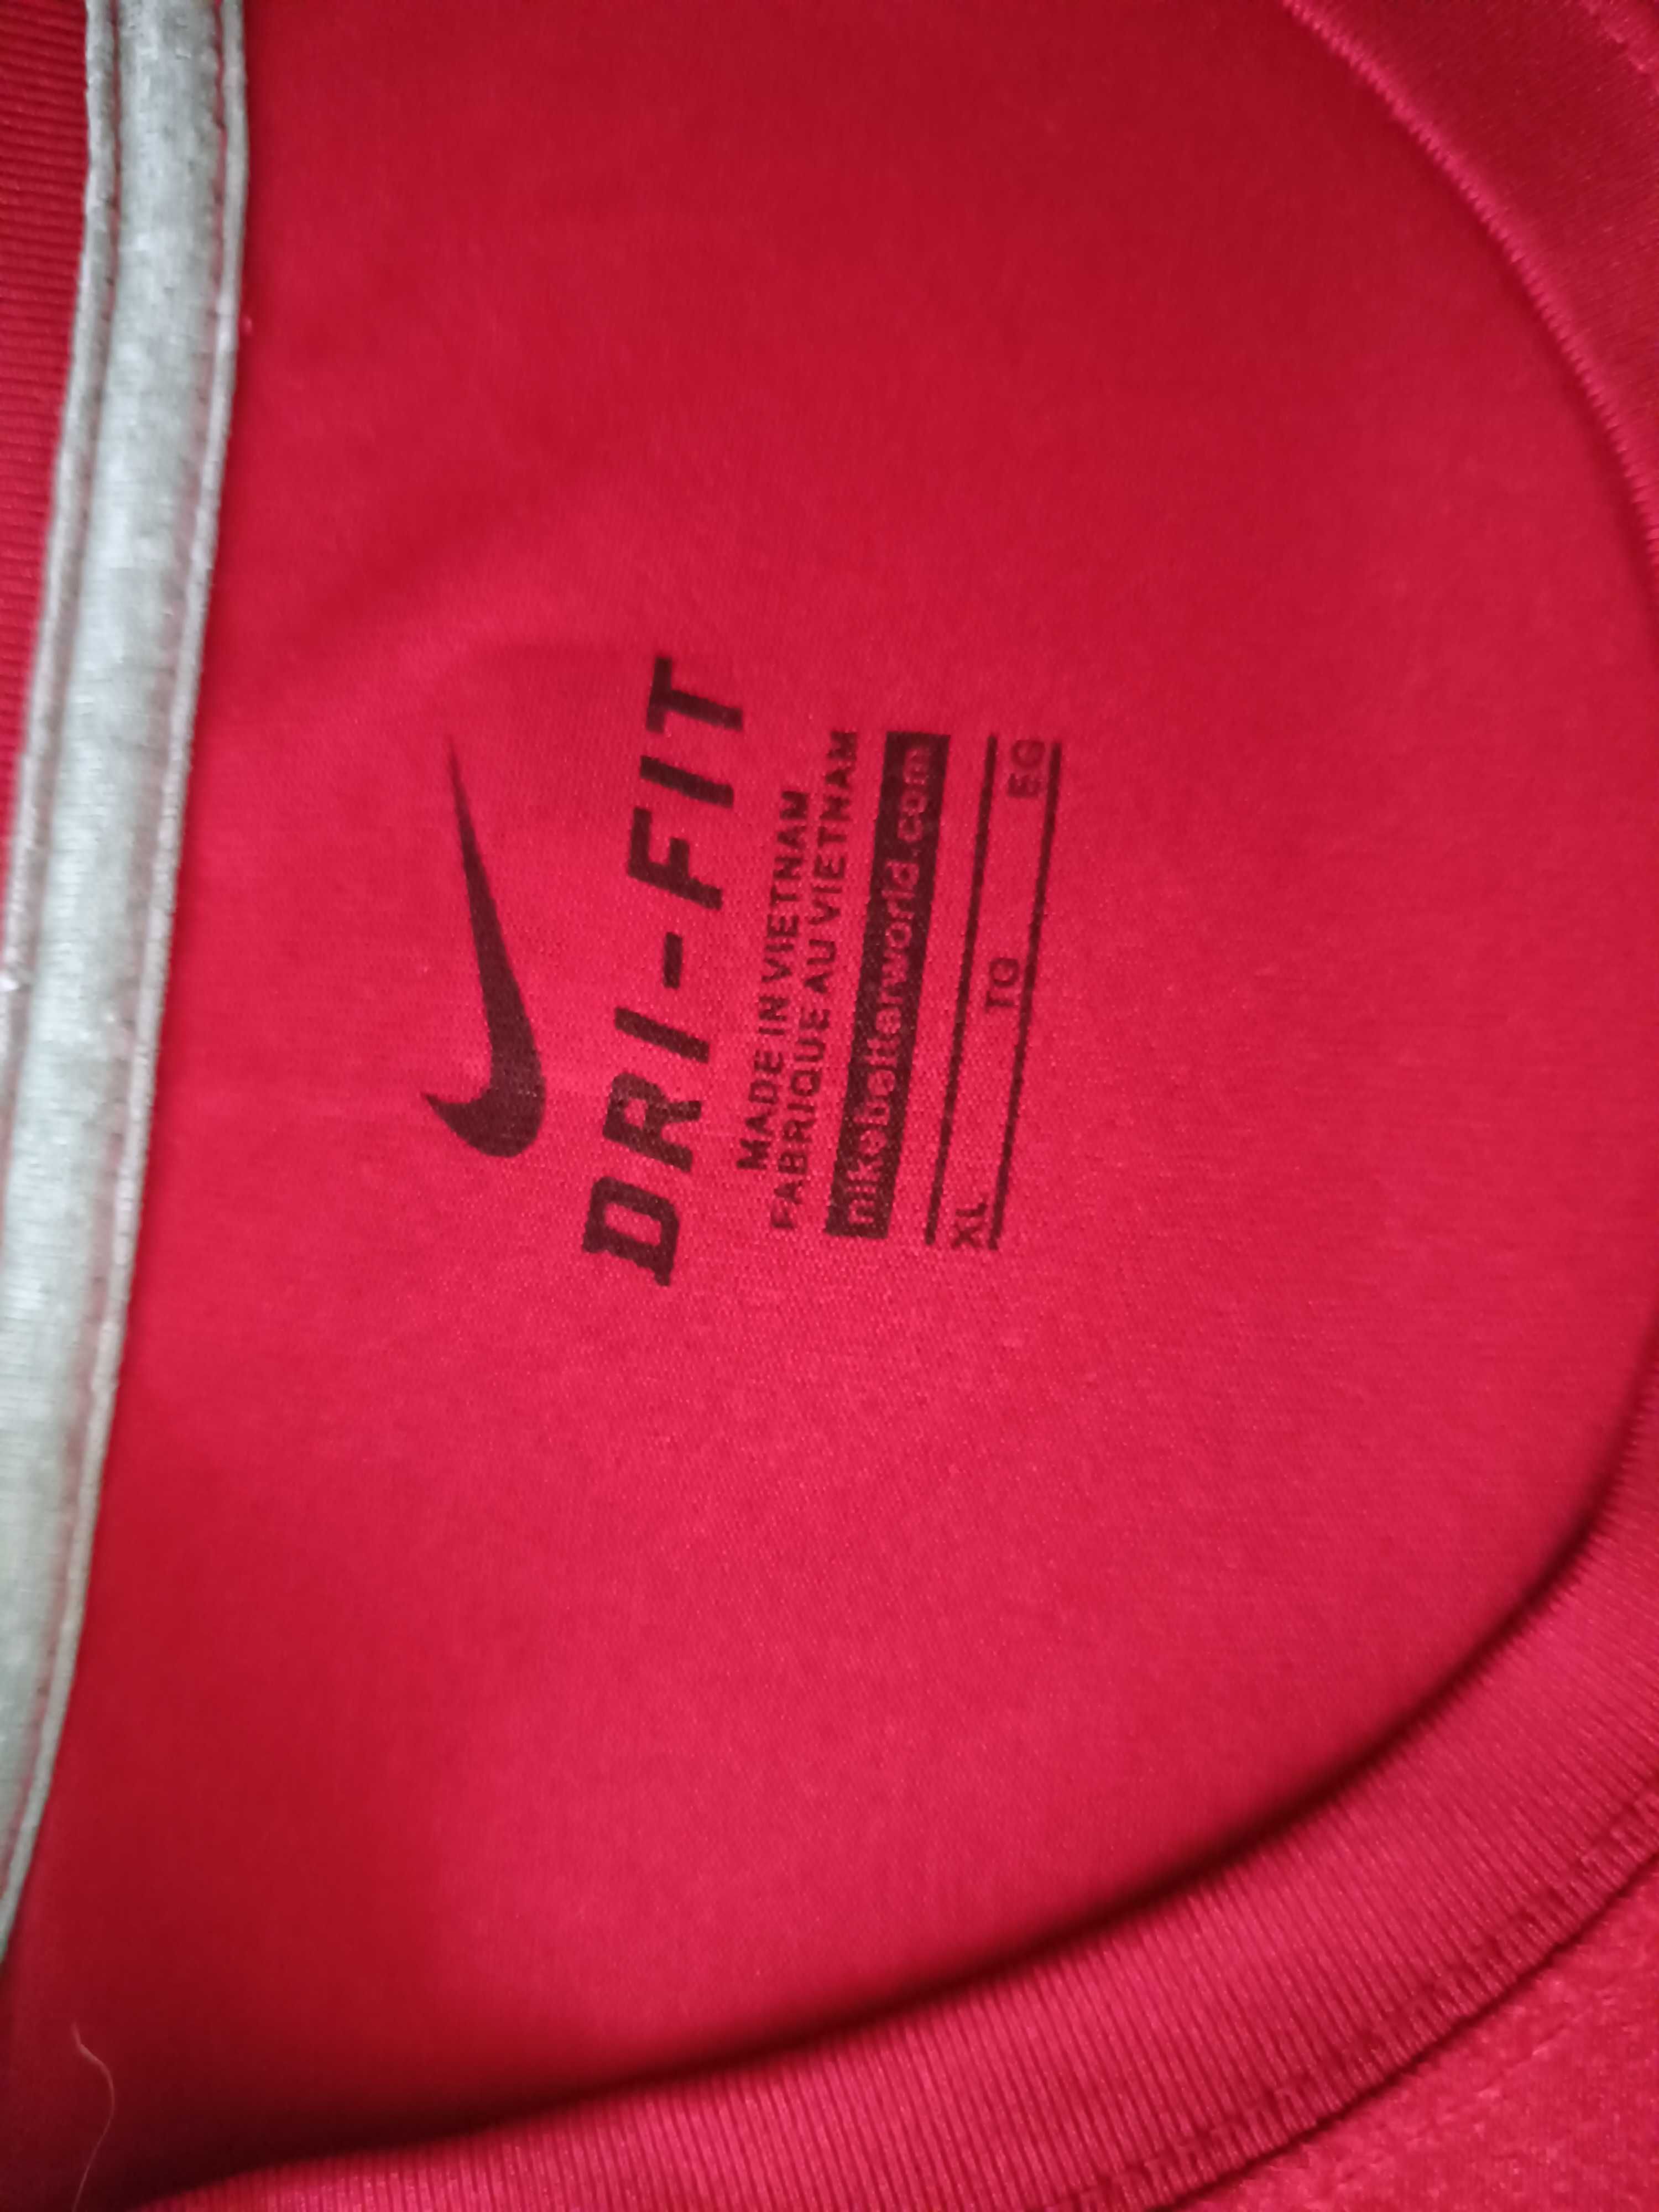 DRI-FIT
MADE IN VIETNAM
FABRIQUE AU VIETNAM
nikebetterworld.com
XL TG EG